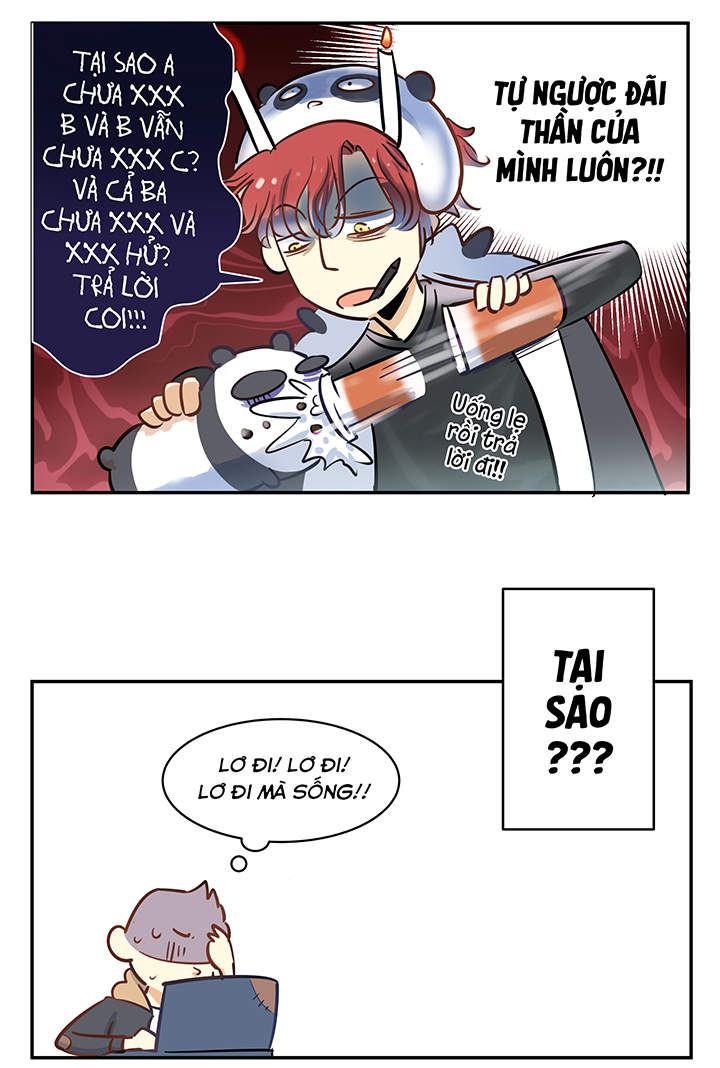 TẠI SAO A
CHƯA XXX
B VÀ B VẪN
CHƯA XXX C?
VÀ CẢ BA
CHƯA XXX VÀ
XXX HỬ?
TRẢ LỜI
COI!!!
TỰ NGƯỢC ĐÃI
THẦN CỦA
MÌNH LUÔN?!!
Uống lẹ
rồi trả
lời đi!!
TẠI
SAO
???
LƠ ĐI! LƠ ĐI!
LƠ ĐI MÀ SỐNG!!